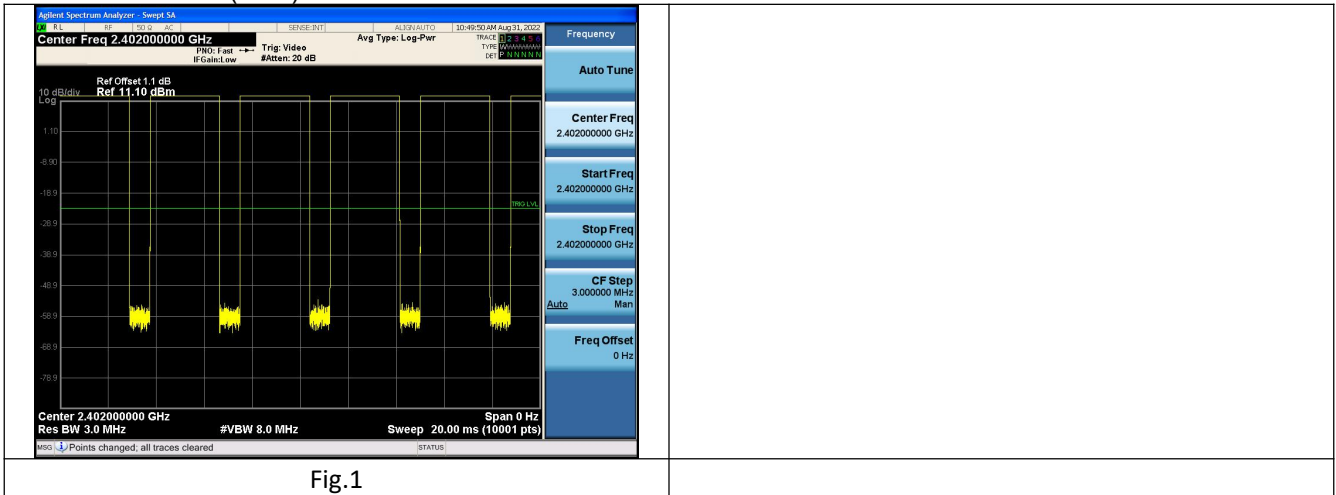 Agilent Spectrum Analyzer - Swept SA
RL RF 50 Ω AC SENSE:INT ALIGN AUTO 10:49:50 AM Aug 31, 2022
Center Freq 2.402000000 GHz Avg Type: Log-Pwr TRACE 1 2 3 4 5 6
PNO: Fast Trig: Video TYPE
IFGain:Low #Atten: 20 dB DET P N N N N N
Ref Offset 1.1 dB
10 dB/div Ref 11.10 dBm
Log
1.10
-8.90
-18.9
TRIG LVL
-28.9
-38.9
-48.9
-58.9
-68.9
-78.9
Center 2.402000000 GHz Span 0 Hz
Res BW 3.0 MHz #VBW 8.0 MHz Sweep 20.00 ms (10001 pts)
MSG Points changed; all traces cleared STATUS
Frequency
Auto Tune
Center Freq
2.402000000 GHz
Start Freq
2.402000000 GHz
Stop Freq
2.402000000 GHz
CF Step
3.000000 MHz
Auto Man
Freq Offset
0 Hz
Fig.1